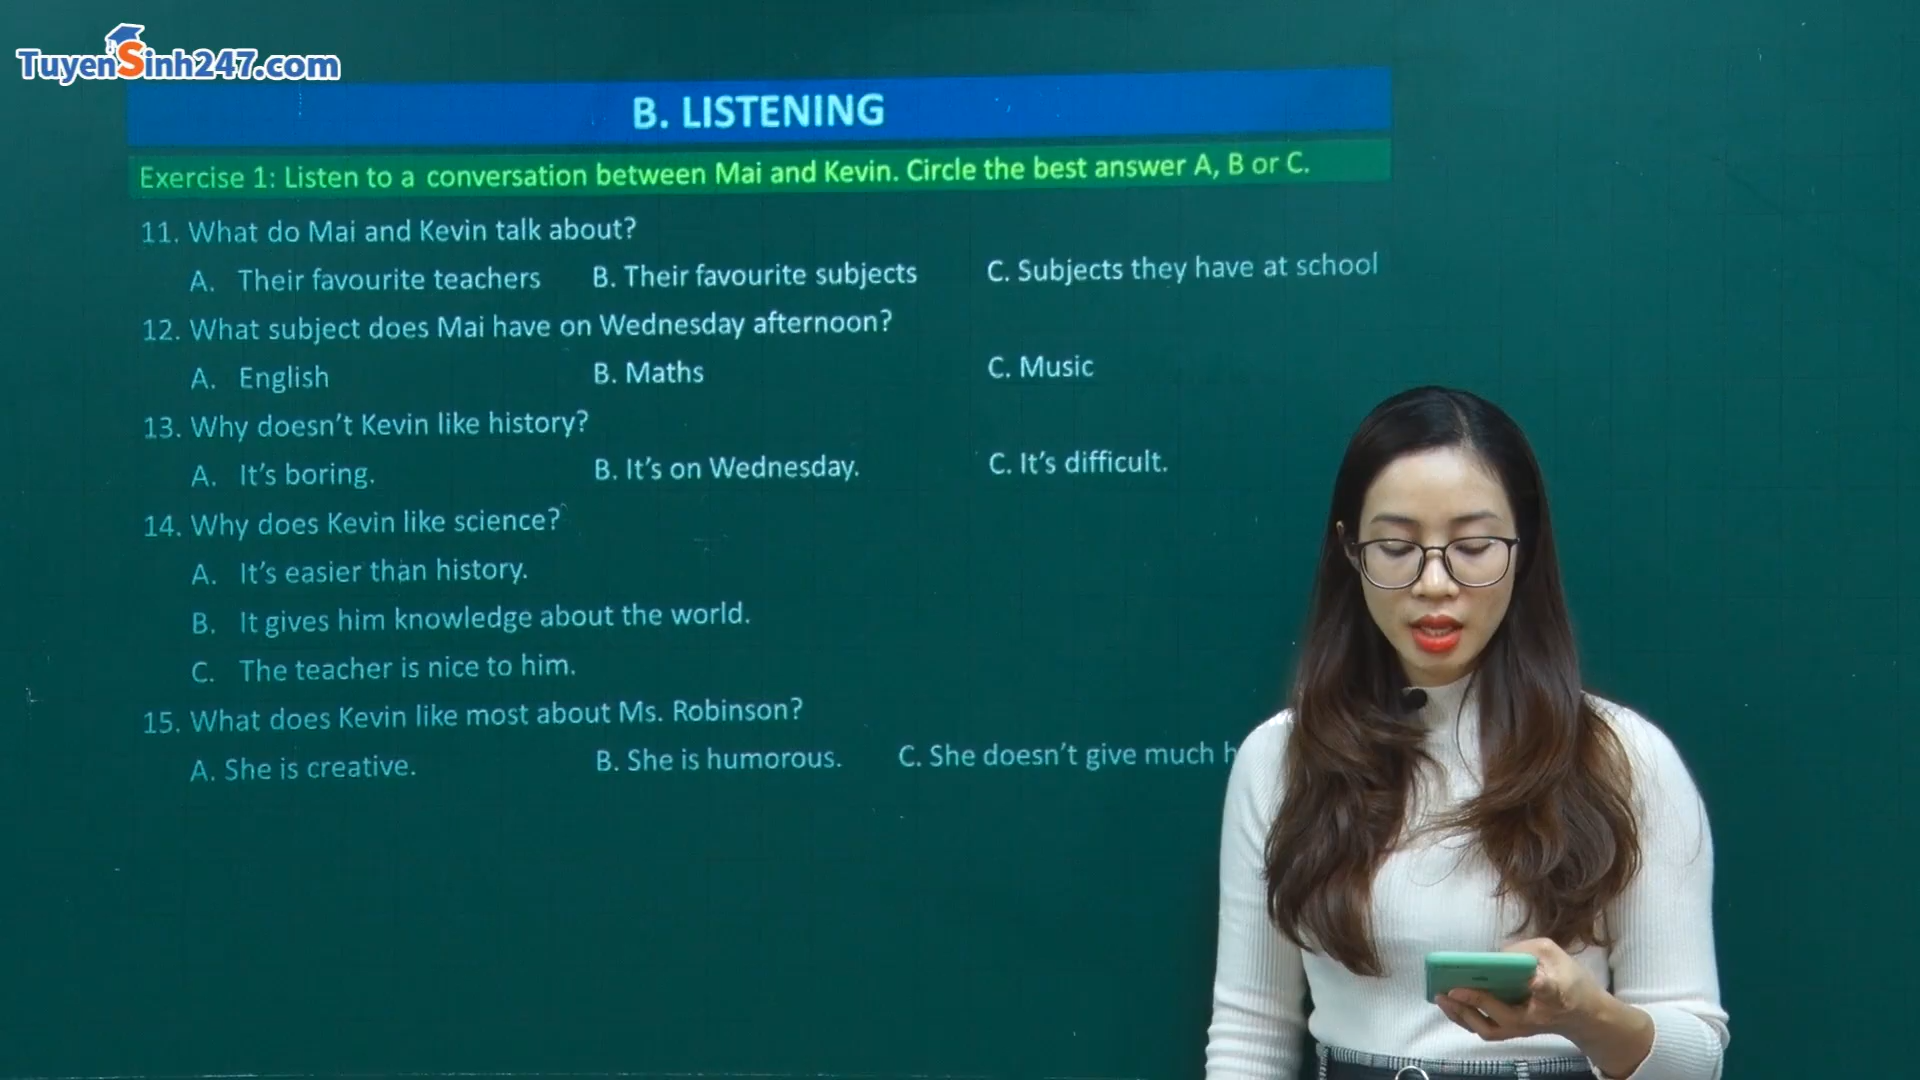 TuyenSinh247.com
B. LISTENING
Exercise 1: Listen to a conversation between Mai and Kevin. Circle the best answer A, B or C.
11. What do Mai and Kevin talk about?
A. Their favourite teachers B. Their favourite subjects C. Subjects they have at school
12. What subject does Mai have on Wednesday afternoon?
A. English B. Maths C. Music
13. Why doesn't Kevin like history?
A. It's boring. B. It's on Wednesday. C. It's difficult.
14. Why does Kevin like science?
A. It's easier than history.
B. It gives him knowledge about the world.
C. The teacher is nice to him.
15. What does Kevin like most about Ms. Robinson?
A. She is creative. B. She is humorous. C. She doesn't give much